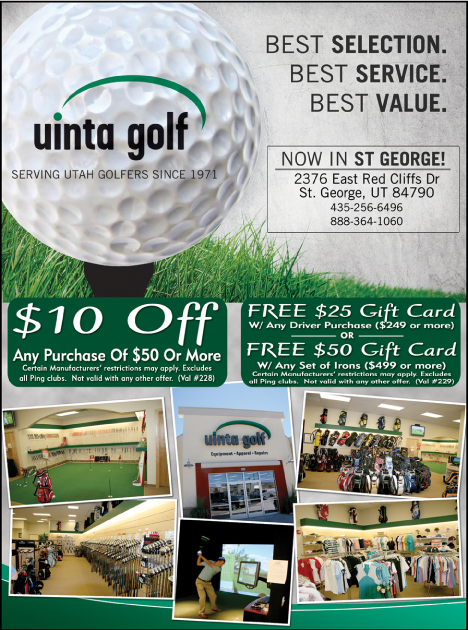 BEST SELECTION.
BEST SERVICE.
BEST VALUE.
uinta golf
SERVING UTAH GOLFERS SINCE 1971
NOW IN ST GEORGE!
2376 East Red Cliffs Dr
St. George, UT 84790
435-256-6496
888-364-1060
$10 Off
Any Purchase Of $50 Or More
Certain Manufacturers' restrictions may apply. Excludes
all Ping clubs. Not valid with any other offer. (Val #228)
FREE $25 Gift Card
W/ Any Driver Purchase ($249 or more)
OR
FREE $50 Gift Card
W/ Any Set of Irons ($499 or more)
Certain Manufacturers' restrictions may apply. Excludes
all Ping clubs. Not valid with any other offer. (Val #229)
uinta golf
Equipment • Apparel • Repairs